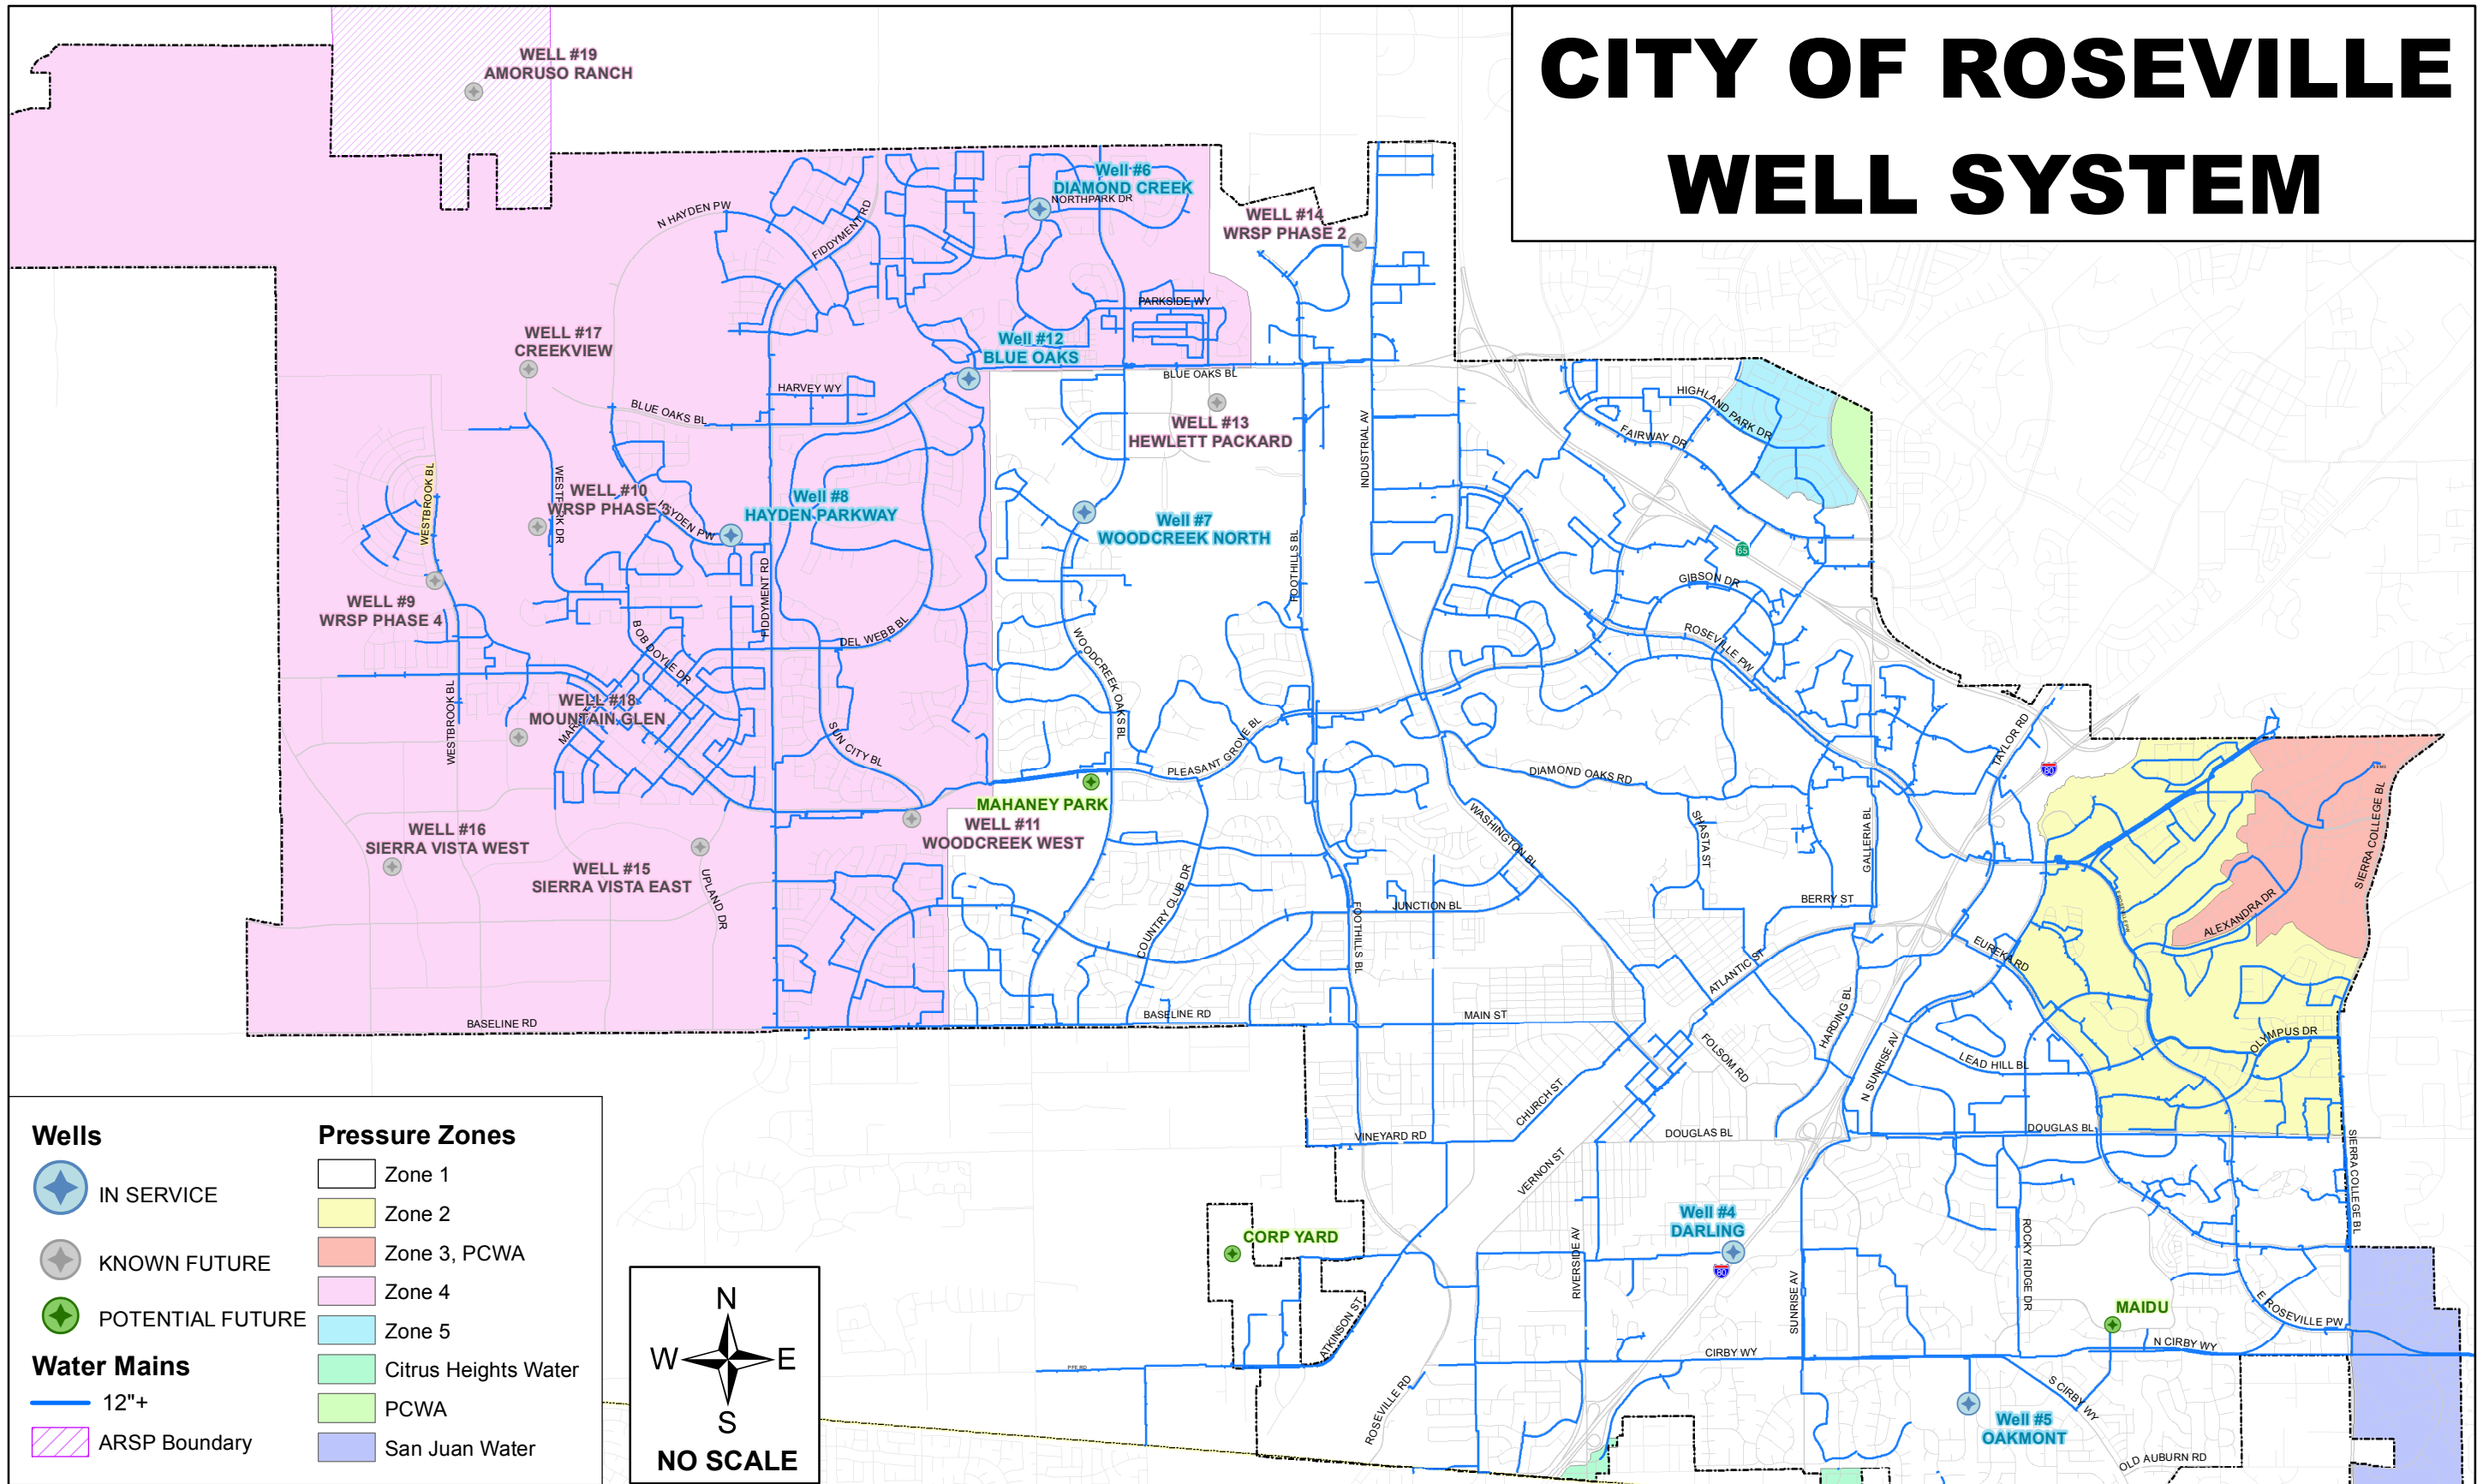 CITY OF ROSEVILLE
WELL SYSTEM
WELL #19
AMORUSO RANCH
Well #6
DIAMOND CREEK
NORTHPARK DR
N HAYDEN PW
FIDDYMENT RD
WELL #14
WRSP PHASE 2
PARKSIDE WY
WELL #17
CREEKVIEW
Well #12
BLUE OAKS
BLUE OAKS BL
HARVEY WY
BLUE OAKS BL
WELL #13
HEWLETT PACKARD
INDUSTRIAL AV
HIGHLAND PARK DR
FAIRWAY DR
WESTBROOK BL
WELL #10
WRSP PHASE
HAYDEN PW
Well #8
HAYDEN PARKWAY
Well #7
WOODCREEK NORTH
FOOTHILLS BL
65
GIBSON DR
ROSEVILLE PW
WELL #9
WRSP PHASE 4
FIDDYMENT RD
BOB DOYLE DR
DEL WEBB BL
WOODCREEK OAKS BL
WESTBROOK BL
WELL #18
MOUNTAIN GLEN
SUN CITY BL
PLEASANT GROVE BL
DIAMOND OAKS RD
TAYLOR RD
80
MAHANEY PARK
WELL #11
WOODCREEK WEST
WELL #16
SIERRA VISTA WEST
WELL #15
SIERRA VISTA EAST
UPLAND DR
COUNTRY CLUB DR
WASHINGTON BL
SHASTA ST
GALLERIA BL
SIERRA COLLEGE BL
FOOTHILLS BL
JUNCTION BL
BERRY ST
ALEXANDRA DR
EUREKA RD
ATLANTIC ST
BASELINE RD
BASELINE RD
MAIN ST
FOLSOM RD
HARDING BL
N SUNRISE AV
LEAD HILL BL
OLYMPUS DR
CHURCH ST
VINEYARD RD
DOUGLAS BL
DOUGLAS BL
SIERRA COLLEGE BL
VERNON ST
Well #4
DARLING
80
CORP YARD
RIVERSIDE AV
SUNRISE AV
ROCKY RIDGE DR
MAIDU
E ROSEVILLE PW
N CIRBY WY
ATKINSON ST
PFE RD
CIRBY WY
ROSEVILLE RD
S CIRBY WY
Well #5
OAKMONT
OLD AUBURN RD
Wells
IN SERVICE
KNOWN FUTURE
POTENTIAL FUTURE
Water Mains
12"+
ARSP Boundary
Pressure Zones
Zone 1
Zone 2
Zone 3, PCWA
Zone 4
Zone 5
Citrus Heights Water
PCWA
San Juan Water
N
W
E
S
NO SCALE